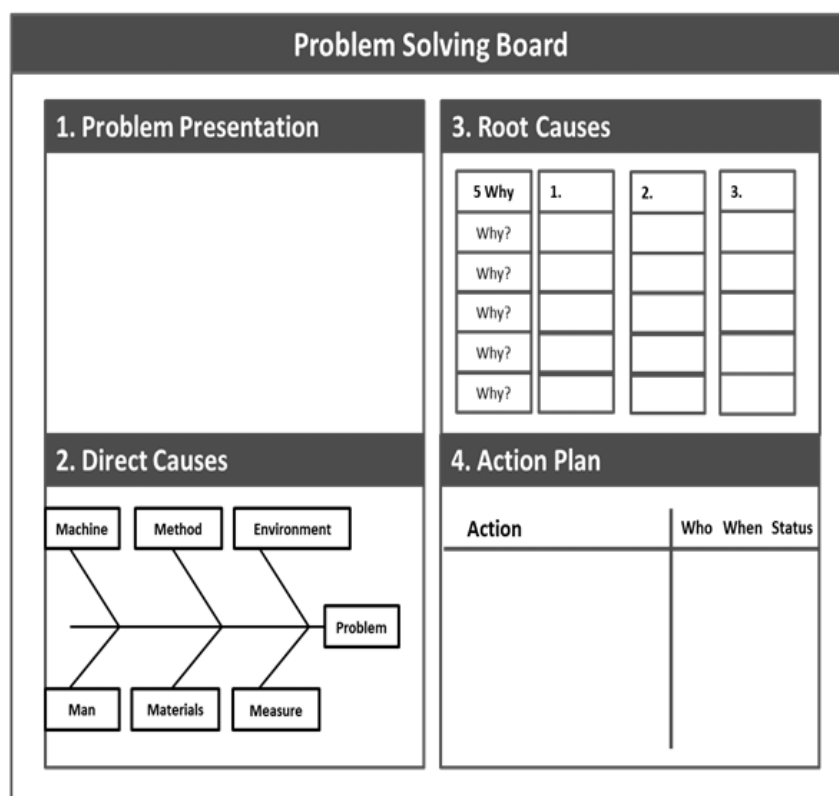 Problem Solving Board
1. Problem Presentation
2. Direct Causes
Machine Method Environment
Problem
Man Materials Measure
3. Root Causes
5 Why 1. 2. 3.
Why?
Why?
Why?
Why?
Why?
4. Action Plan
Action Who When Status